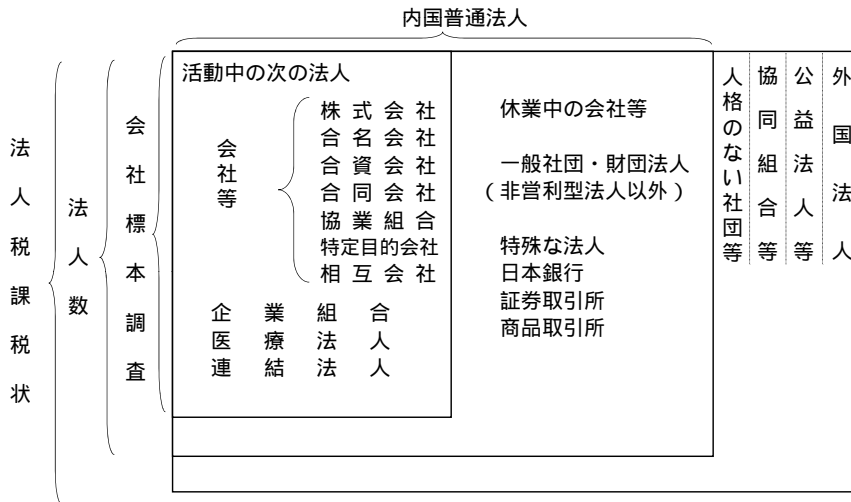 内国普通法人
法人税課税状
法人数
会社標本調査
活動中の次の法人
会社等
株式会社
合名会社
合資会社
合同会社
協業組合
特定目的会社
相互会社
企業組合
医療法人
連結法人
休業中の会社等
一般社団・財団法人
(非営利型法人以外)
特殊な法人
日本銀行
証券取引所
商品取引所
人格のない社団等
協同組合等
公益法人等
外国法人